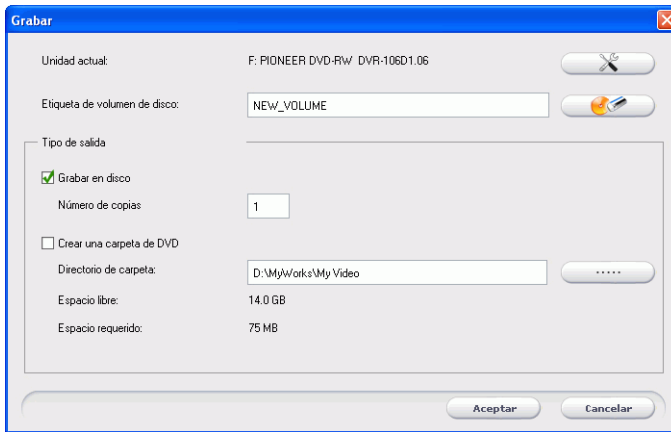 Grabar
Unidad actual: F: PIONEER DVD-RW DVR-106D1.06
Etiqueta de volumen de disco: NEW_VOLUME
Tipo de salida
Grabar en disco
Número de copias 1
Crear una carpeta de DVD
Directorio de carpeta: D:\MyWorks\My Video .....
Espacio libre: 14.0 GB
Espacio requerido: 75 MB
Aceptar Cancelar